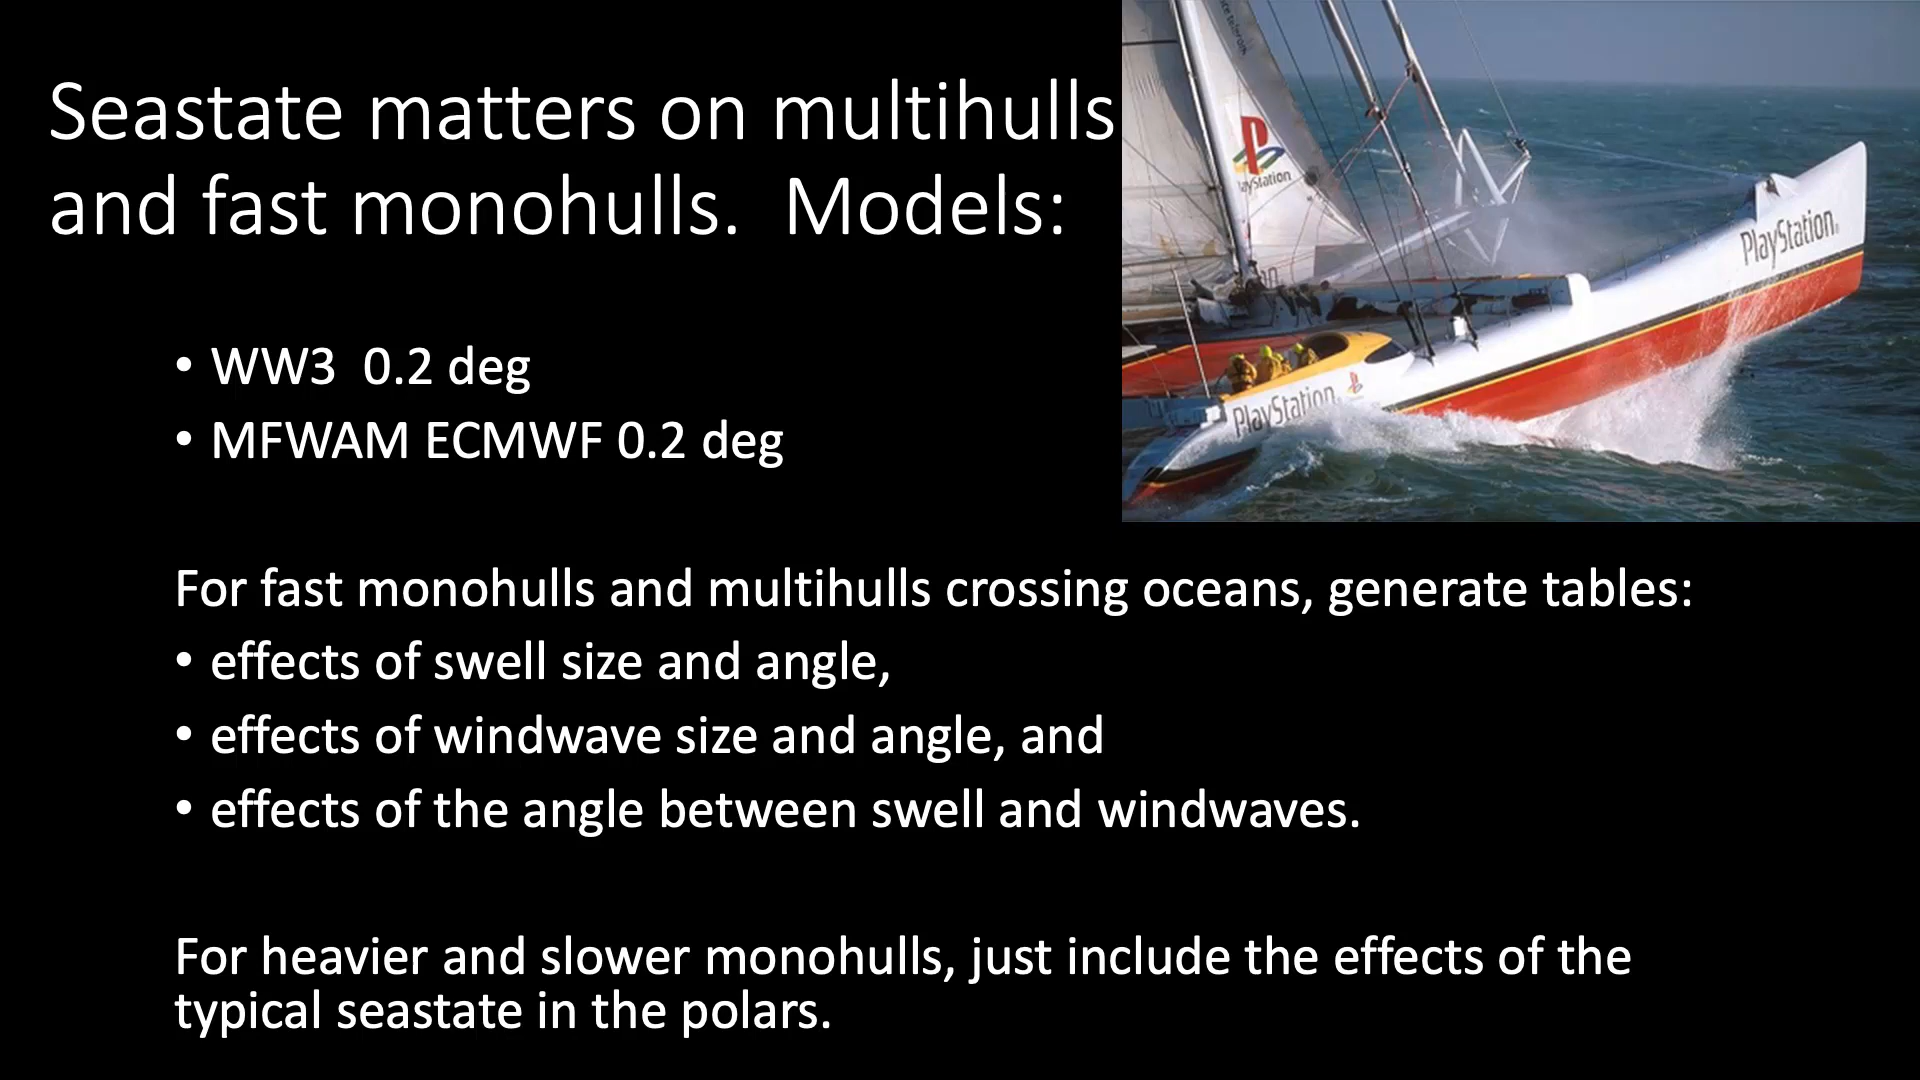 Seastate matters on multihulls
and fast monohulls. Models:
• WW3 0.2 deg
• MFWAM ECMWF 0.2 deg
For fast monohulls and multihulls crossing oceans, generate tables:
• effects of swell size and angle,
• effects of windwave size and angle, and
• effects of the angle between swell and windwaves.
For heavier and slower monohulls, just include the effects of the
typical seastate in the polars.
PlayStation
PlayStation
PlayStation